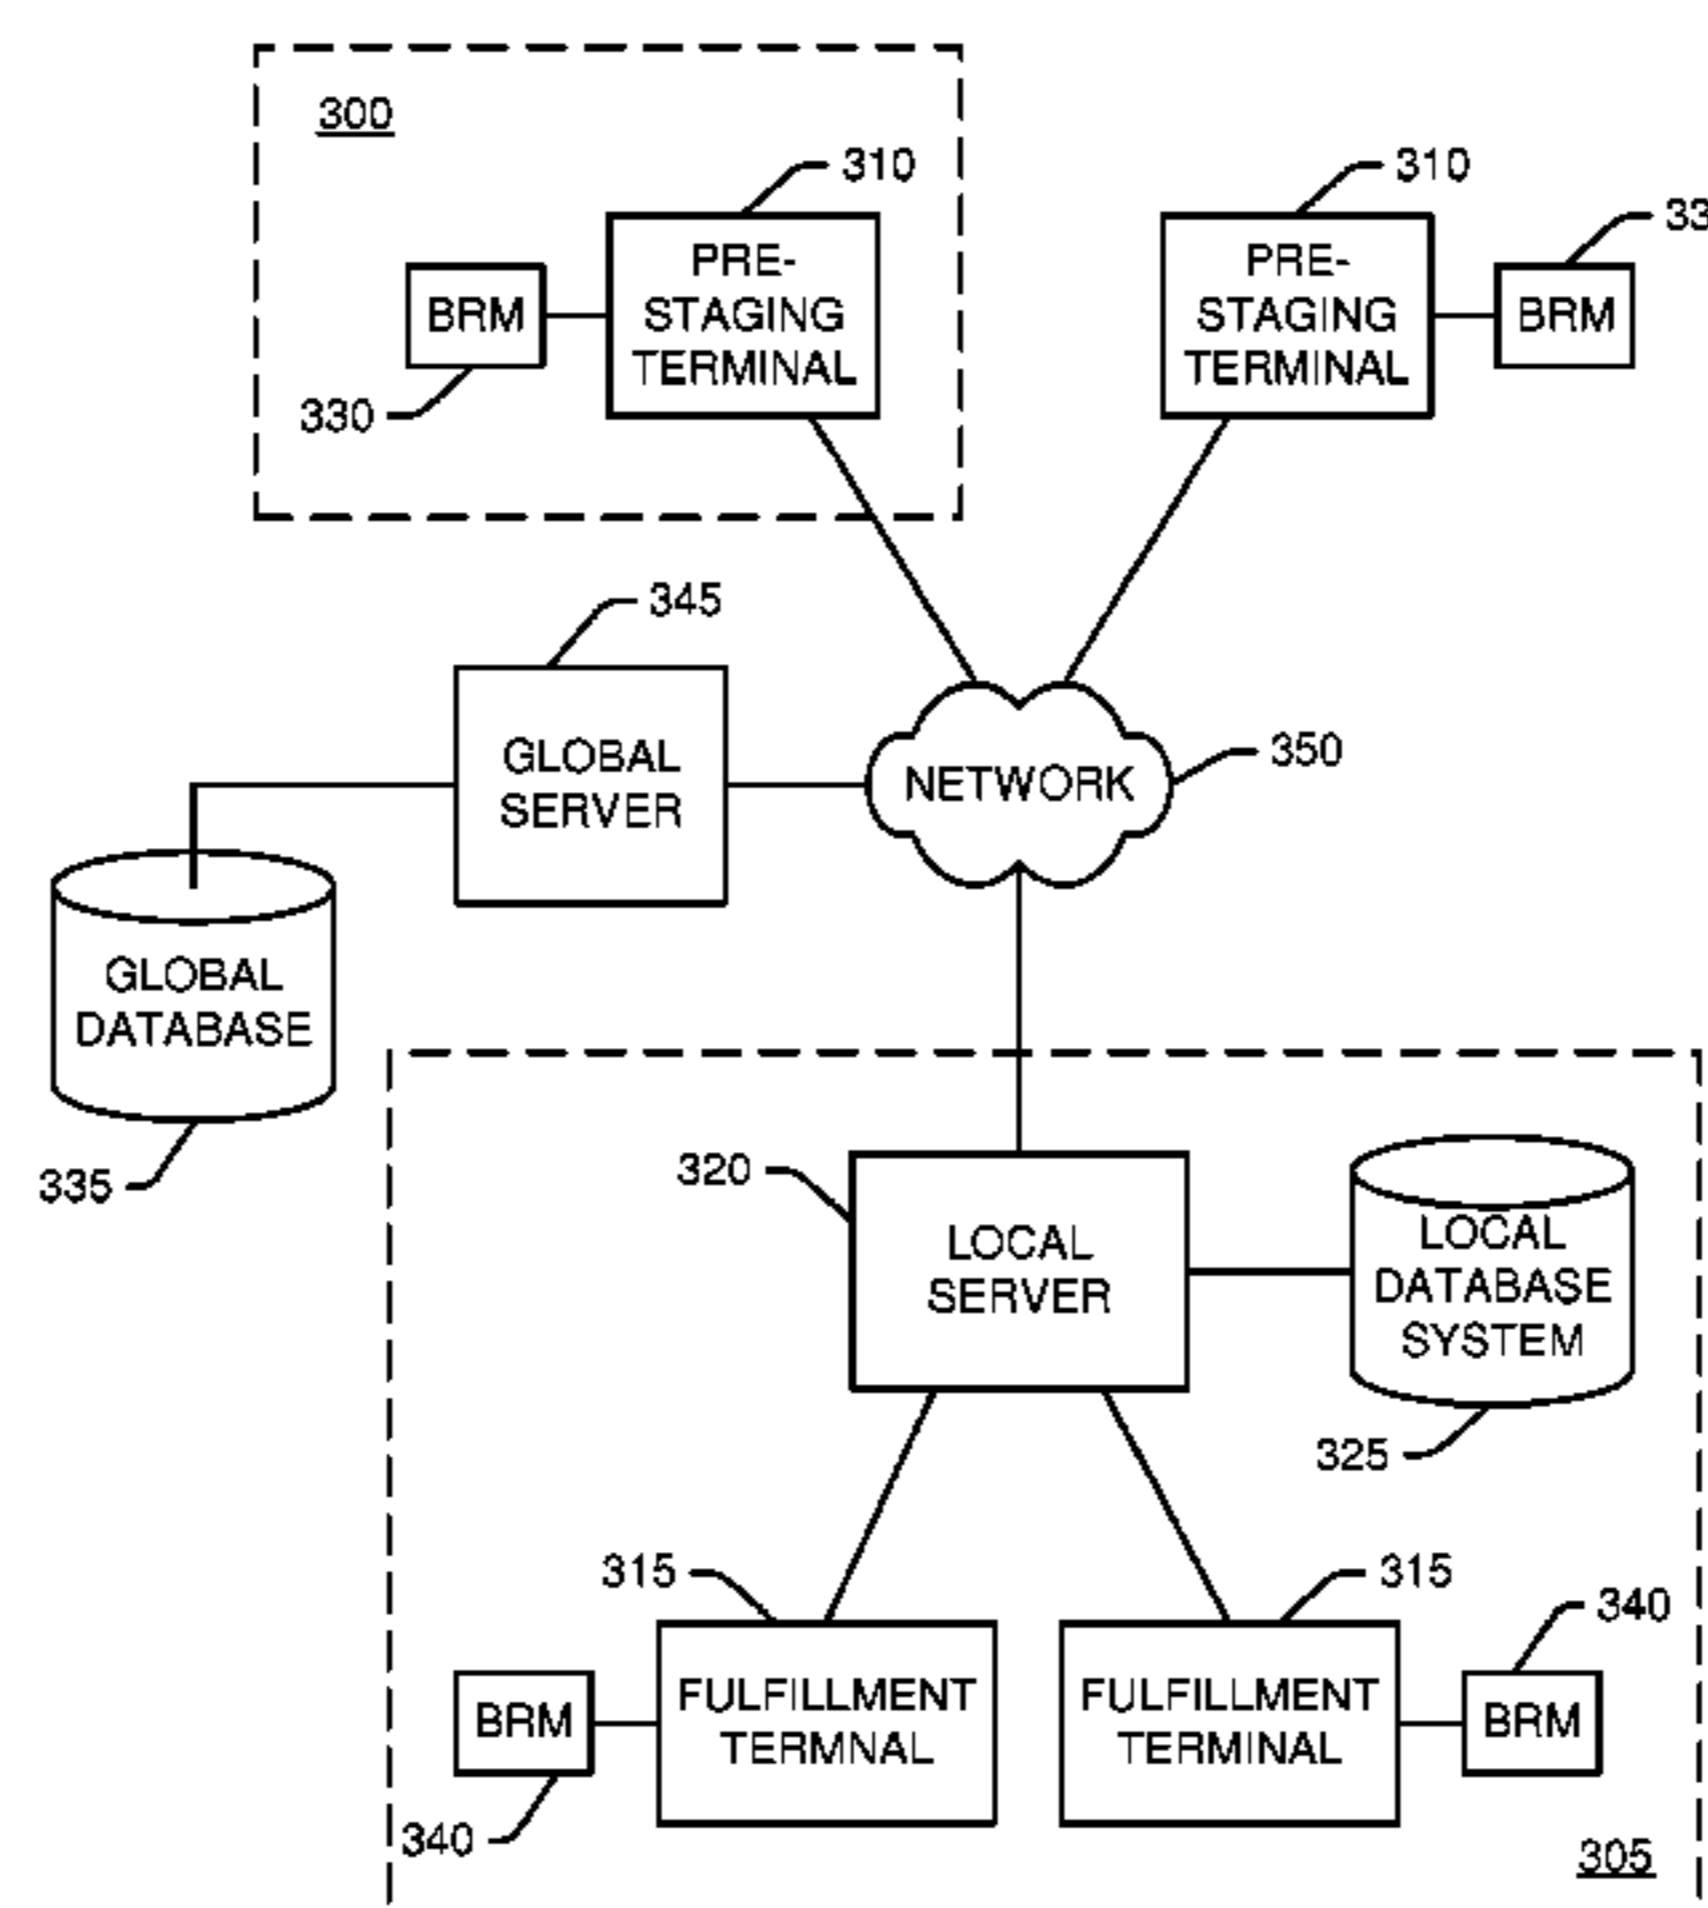 300
310
310
33
PRE-
STAGING
TERMINAL
PRE-
STAGING
TERMINAL
BRM
BRM
330
345
GLOBAL
SERVER
NETWORK
350
GLOBAL
DATABASE
335
320
LOCAL
SERVER
LOCAL
DATABASE
SYSTEM
325
315
315
340
FULFILLMENT
TERMNAL
FULFILLMENT
TERMINAL
BRM
BRM
340
305